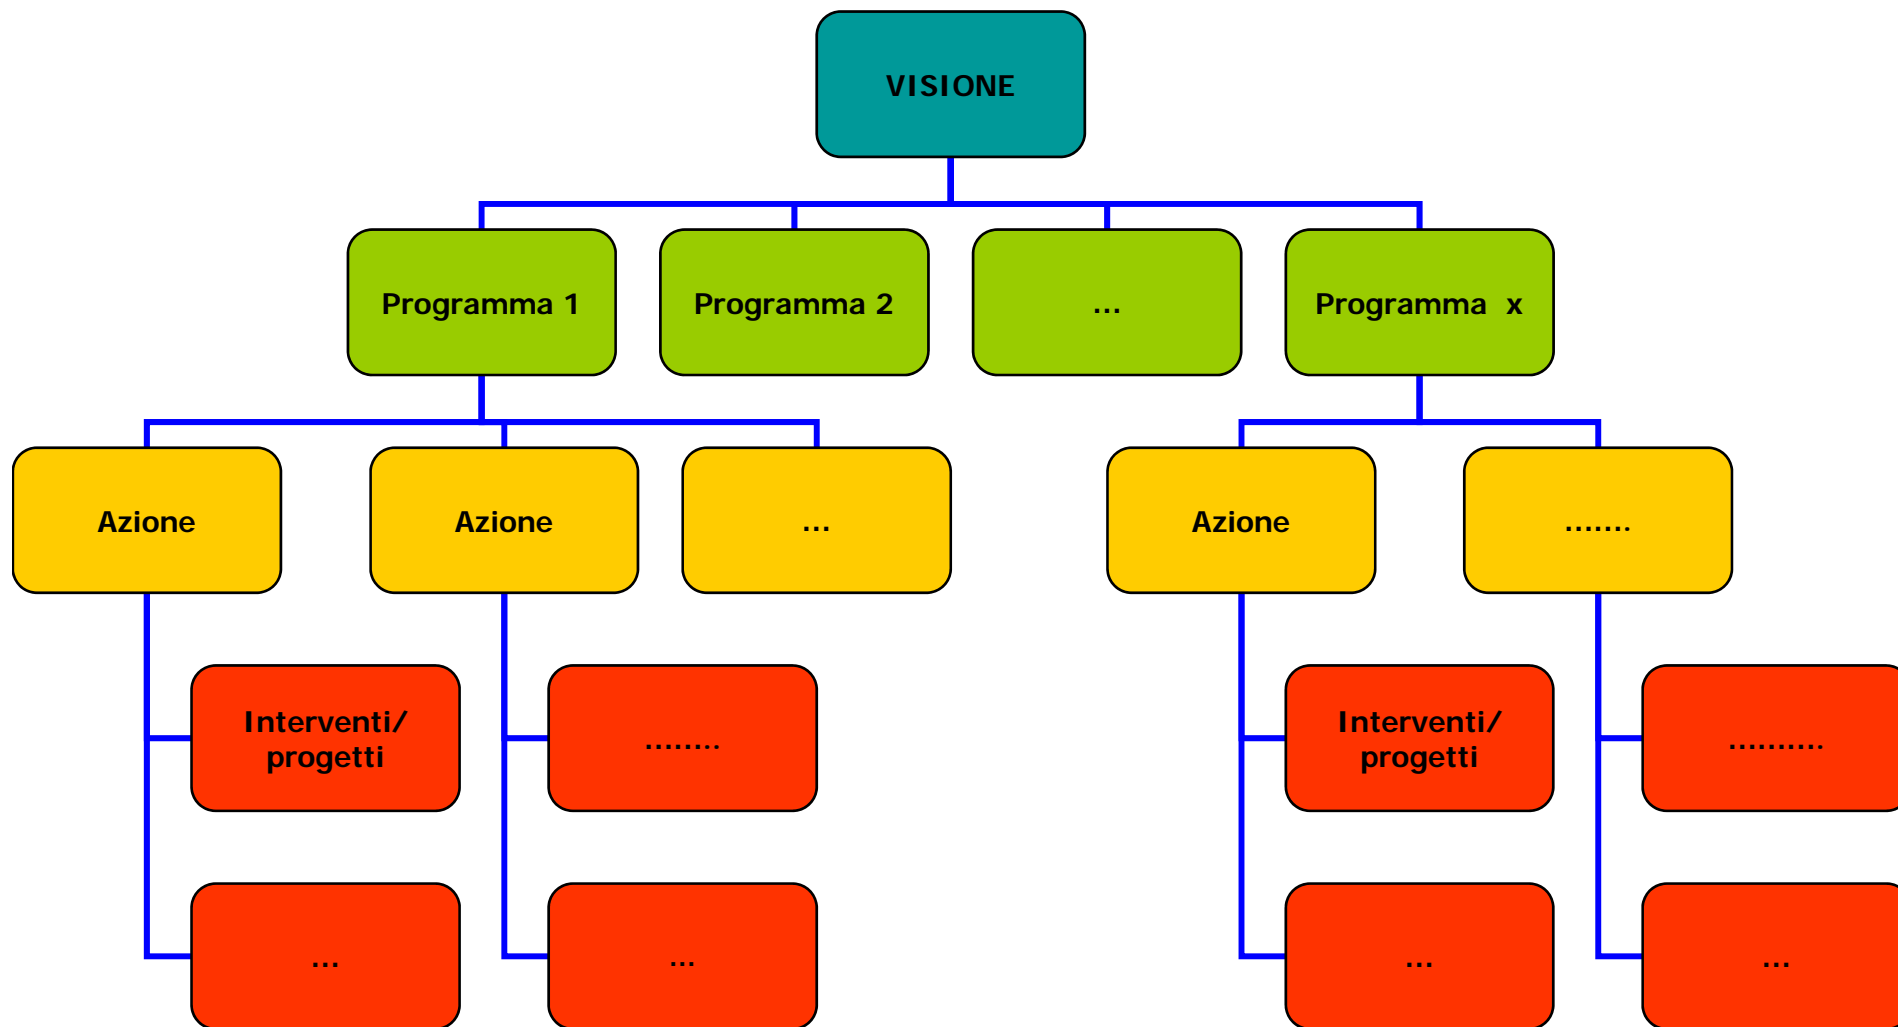 VISIONE
Programma 1
Programma 2
...
Programma x
Azione
Azione
...
Azione
.......
Interventi/
progetti
........
Interventi/
progetti
..........
...
...
...
...